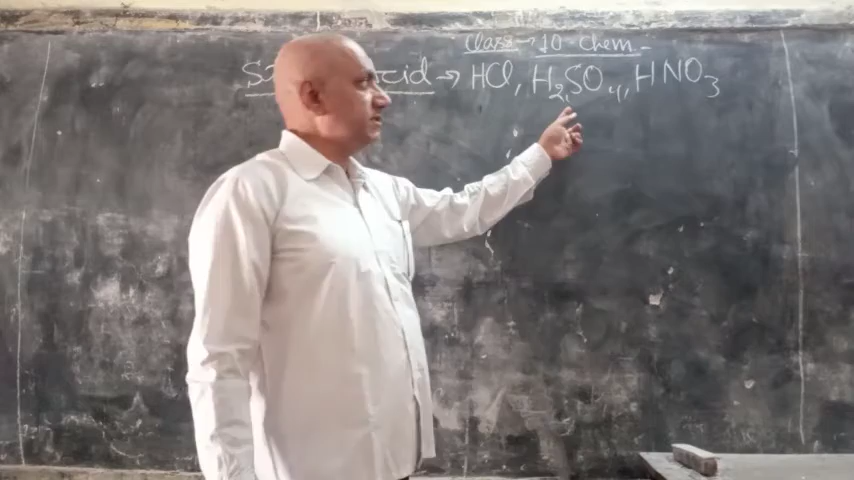 Class → 10 Chem -
acid → HCl, H₂SO₄, HNO₃